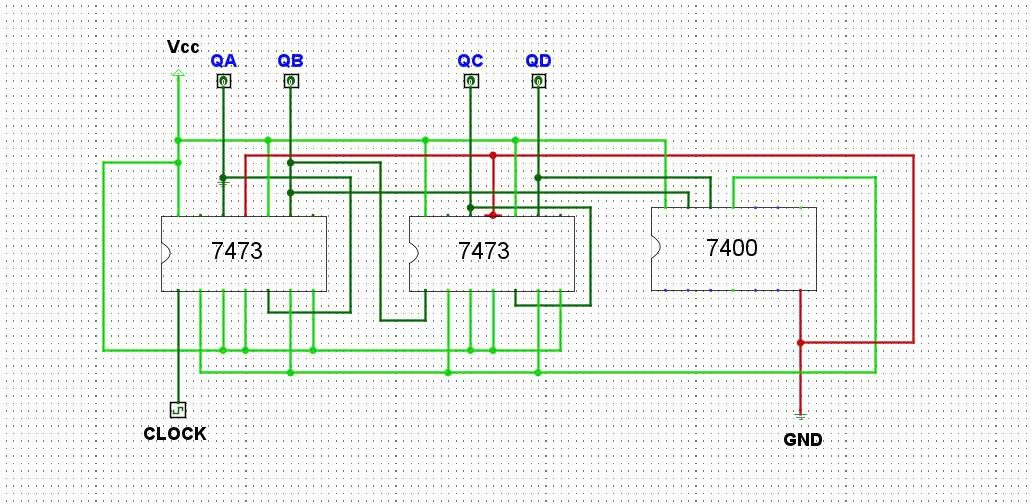 Vcc
QA QB QC QD
7473 7473 7400
CLOCK
GND